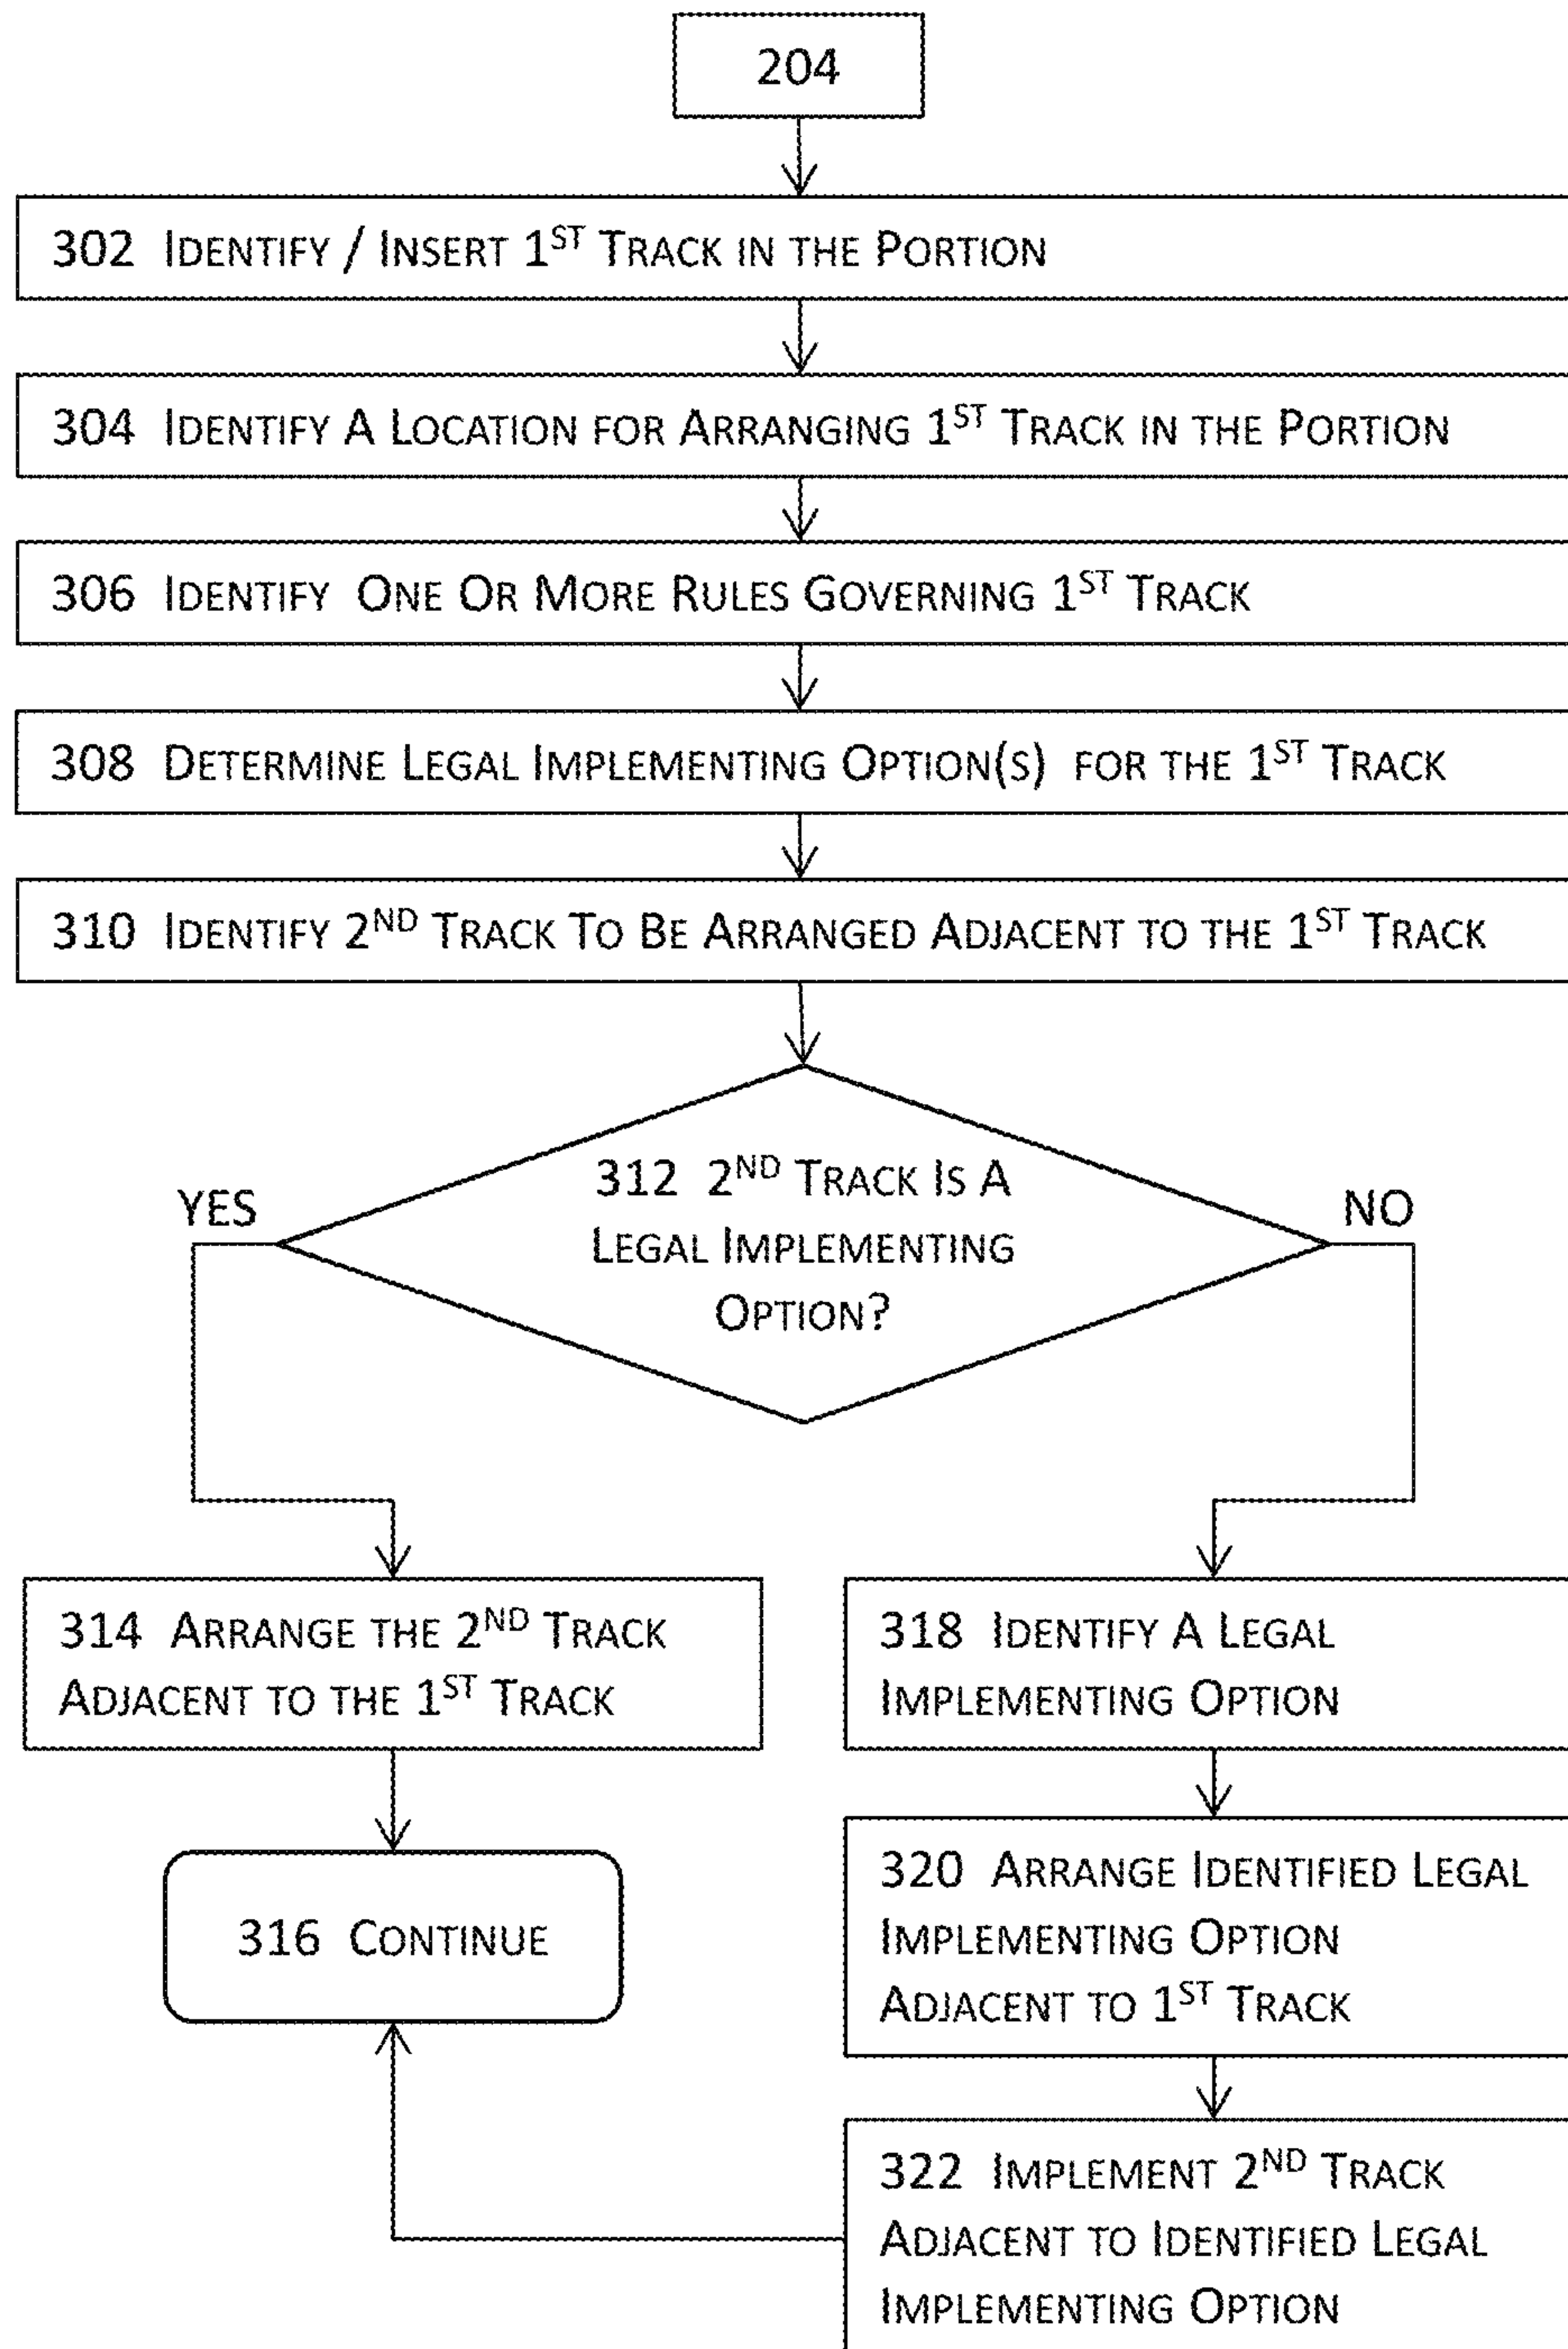 204
302 IDENTIFY / INSERT 1ST TRACK IN THE PORTION
304 IDENTIFY A LOCATION FOR ARRANGING 1ST TRACK IN THE PORTION
306 IDENTIFY ONE OR MORE RULES GOVERNING 1ST TRACK
308 DETERMINE LEGAL IMPLEMENTING OPTION(S) FOR THE 1ST TRACK
310 IDENTIFY 2ND TRACK TO BE ARRANGED ADJACENT TO THE 1ST TRACK
312 2ND TRACK IS A
LEGAL IMPLEMENTING
OPTION?
YES
NO
314 ARRANGE THE 2ND TRACK
ADJACENT TO THE 1ST TRACK
316 CONTINUE
318 IDENTIFY A LEGAL
IMPLEMENTING OPTION
320 ARRANGE IDENTIFIED LEGAL
IMPLEMENTING OPTION
ADJACENT TO 1ST TRACK
322 IMPLEMENT 2ND TRACK
ADJACENT TO IDENTIFIED LEGAL
IMPLEMENTING OPTION